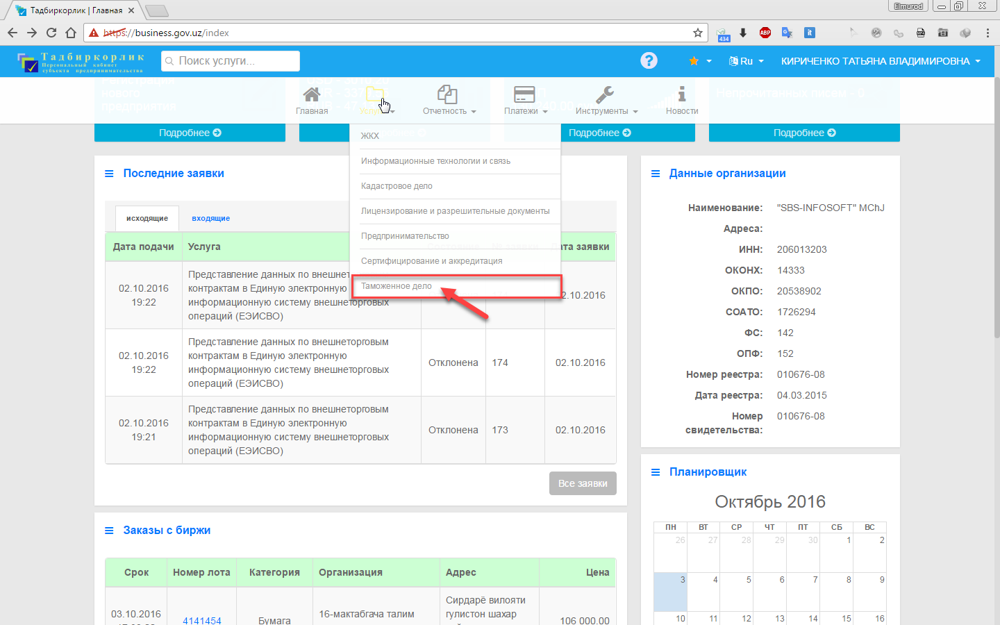 Тадбиркорлик | Главная
Elmurod
https://business.gov.uz/index
434
ABP
it
Тадбиркорлик
Персональный кабинет
субъекта предпринимательства
Поиск услуги...
?
Ru
КИРИЧЕНКО ТАТЬЯНА ВЛАДИМИРОВНА
Регистрация
нового
предприятия
Непрочитанных писем - 0
Главная
Услуги
Отчетность
Платежи
Инструменты
Новости
Подробнее
Подробнее
Подробнее
ЖКХ
Информационные технологии и связь
Кадастровое дело
Лицензирование и разрешительные документы
Предпринимательство
Сертифицирование и аккредитация
Таможенное дело
Последние заявки
исходящие
входящие
Дата подачи
Услуга
ата заявки
02.10.2016
19:22
Представление данных по внешнет
контрактам в Единую электронную
информационную систему внешнеторговых
операций (ЕЭИСВО)
2.10.2016
02.10.2016
19:22
Представление данных по внешнеторговым
контрактам в Единую электронную
информационную систему внешнеторговых
операций (ЕЭИСВО)
Отклонена
174
02.10.2016
02.10.2016
19:21
Представление данных по внешнеторговым
контрактам в Единую электронную
информационную систему внешнеторговых
операций (ЕЭИСВО)
Отклонена
173
02.10.2016
Все заявки
Заказы с биржи
Срок
Номер лота
Категория
Организация
Адрес
Цена
03.10.2016
4141454
Бумага
16-мактабгача талим
Сирдарё вилояти
гулистон шахар
106 000.00
Данные организации
Наименование: "SBS-INFOSOFT" MChJ
Адреса:
ИНН: 206013203
ОКОНХ: 14333
ОКПО: 20538902
СОАТО: 1726294
ФС: 142
ОПФ: 152
Номер реестра: 010676-08
Дата реестра: 04.03.2015
Номер свидетельства: 010676-08
Планировщик
Октябрь 2016
ПН ВТ СР ЧТ ПТ СБ ВС
26 27 28 29 30 1 2
3 4 5 6 7 8 9
10 11 12 13 14 15 16